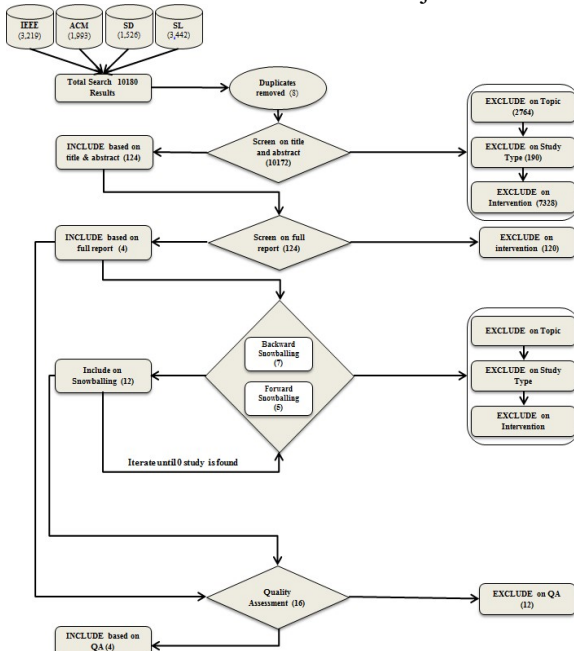 IEEE
(3,219)
ACM
(1,993)
SD
(1,526)
SL
(3,442)
Total Search 10180
Results
Duplicates
removed (8)
EXCLUDE on Topic
(2764)
INCLUDE based on
title & abstract (124)
Screen on title
and abstract
(10172)
EXCLUDE on Study
Type (190)
EXCLUDE on
Intervention (7328)
INCLUDE based on
full report (4)
Screen on full
report (124)
EXCLUDE on
intervention (120)
Backward
Snowballing
(7)
EXCLUDE on Topic
Include on
Snowballing (12)
EXCLUDE on Study
Type
Forward
Snowballing
(5)
EXCLUDE on
Intervention
Iterate until 0 study is found
Quality
Assessment (16)
EXCLUDE on QA
(12)
INCLUDE based on
QA (4)